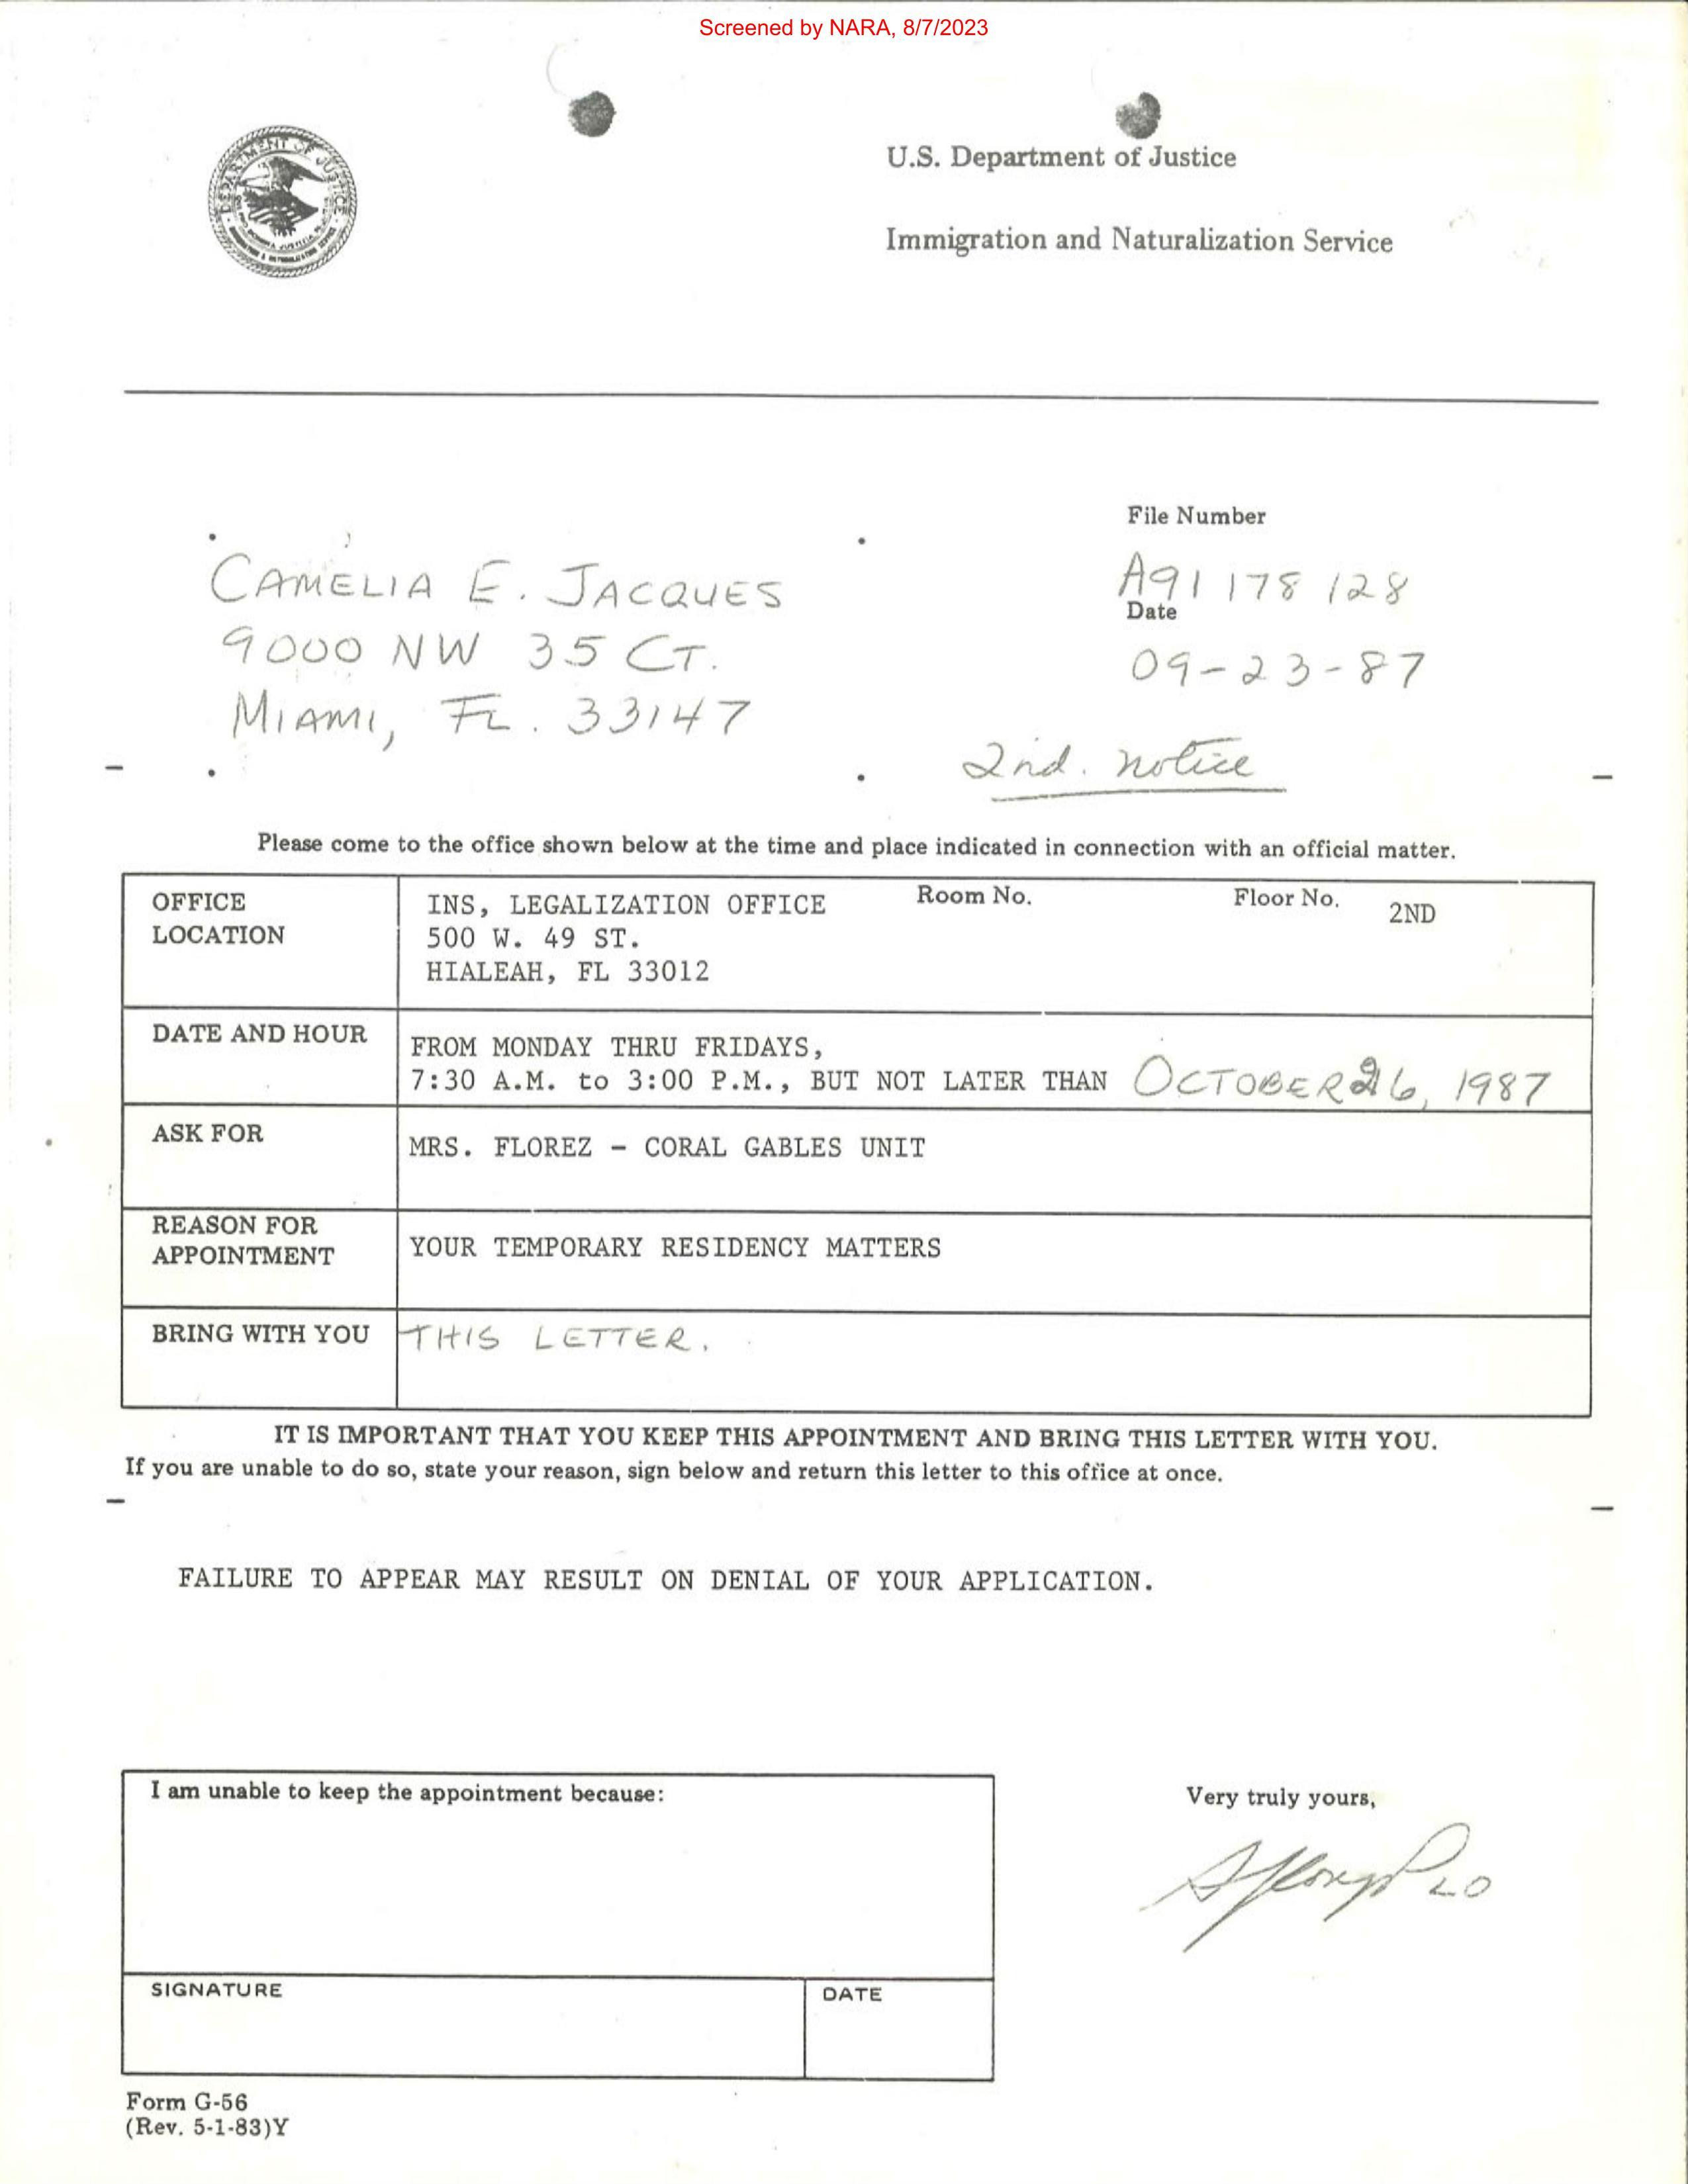 Screened by NARA, 8/7/2023
DEPARTMENT OF JUSTICE
U.S. Department of Justice
Immigration and Naturalization Service
File Number
CAMELIA E. JACQUES
A91 178 128
Date
9000 NW 35 CT.
09-23-87
MIAMI, FL. 33147
2nd. notice
Please come to the office shown below at the time and place indicated in connection with an official matter.
OFFICE LOCATION
INS, LEGALIZATION OFFICE
500 W. 49 ST.
HIALEAH, FL 33012
Room No.
Floor No. 2ND
DATE AND HOUR
FROM MONDAY THRU FRIDAYS,
7:30 A.M. to 3:00 P.M., BUT NOT LATER THAN OCTOBER 26, 1987
ASK FOR
MRS. FLOREZ - CORAL GABLES UNIT
REASON FOR
APPOINTMENT
YOUR TEMPORARY RESIDENCY MATTERS
BRING WITH YOU
THIS LETTER.
IT IS IMPORTANT THAT YOU KEEP THIS APPOINTMENT AND BRING THIS LETTER WITH YOU.
If you are unable to do so, state your reason, sign below and return this letter to this office at once.
FAILURE TO APPEAR MAY RESULT ON DENIAL OF YOUR APPLICATION.
I am unable to keep the appointment because:
Very truly yours,
SIGNATURE
DATE
Form G-56
(Rev. 5-1-83)Y